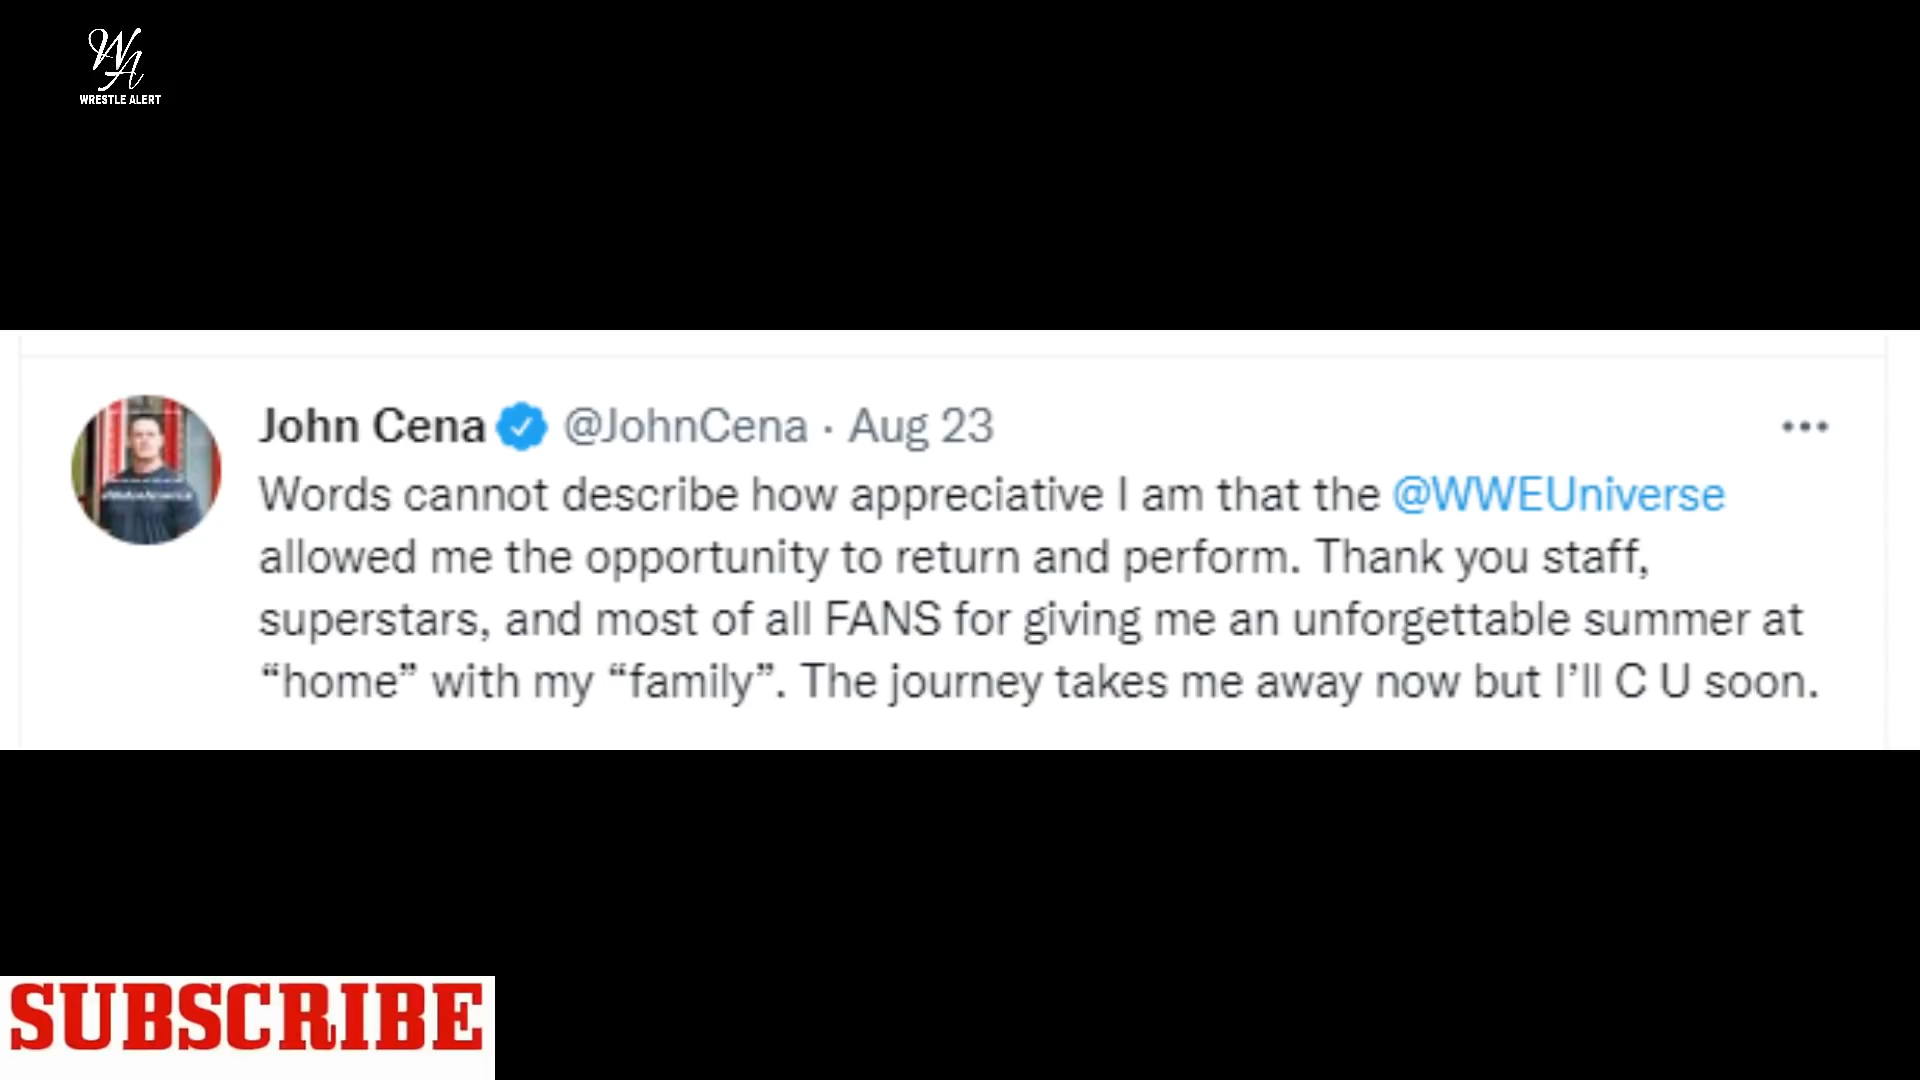 WA
WRESTLE ALERT
John Cena @JohnCena · Aug 23
Words cannot describe how appreciative I am that the @WWEUniverse
allowed me the opportunity to return and perform. Thank you staff,
superstars, and most of all FANS for giving me an unforgettable summer at
“home” with my “family”. The journey takes me away now but I’ll C U soon.
SUBSCRIBE